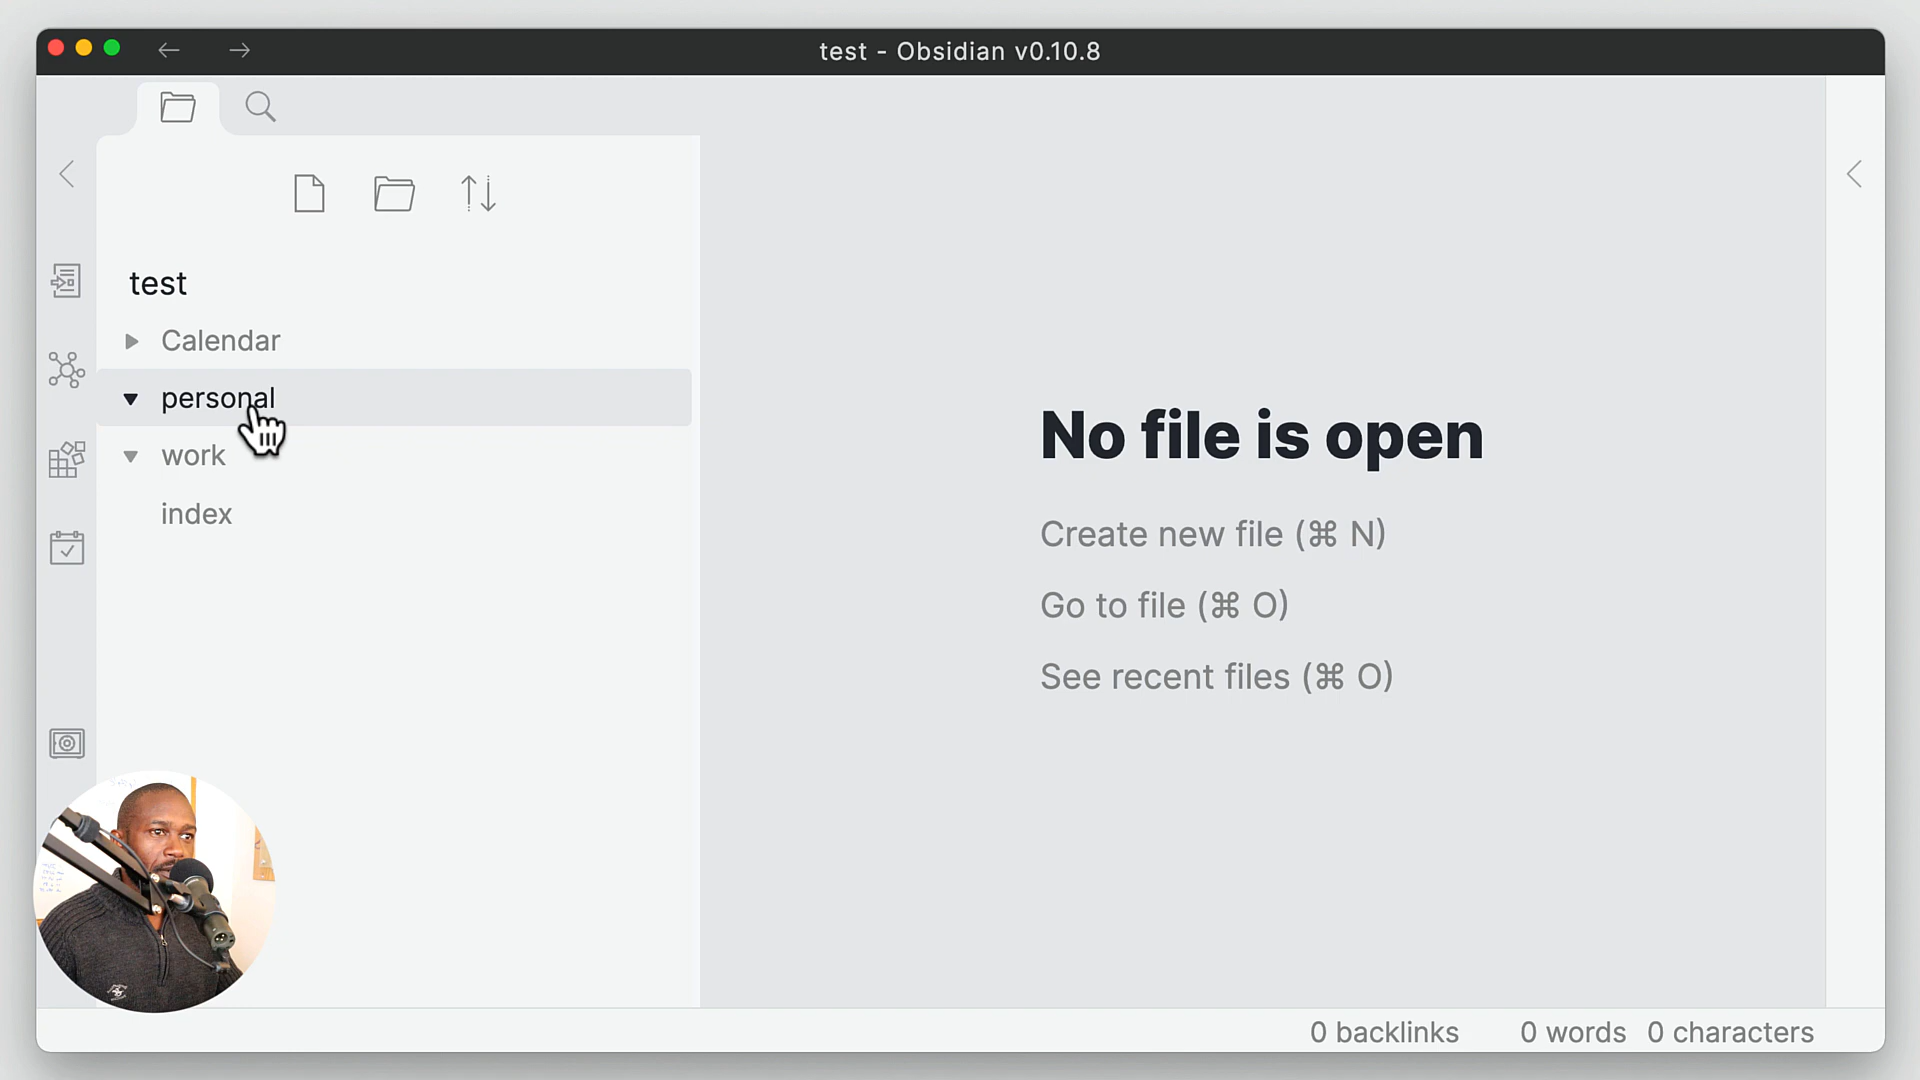 test - Obsidian v0.10.8
test
Calendar
personal
work
index
No file is open
Create new file (⌘ N)
Go to file (⌘ O)
See recent files (⌘ O)
0 backlinks 0 words 0 characters